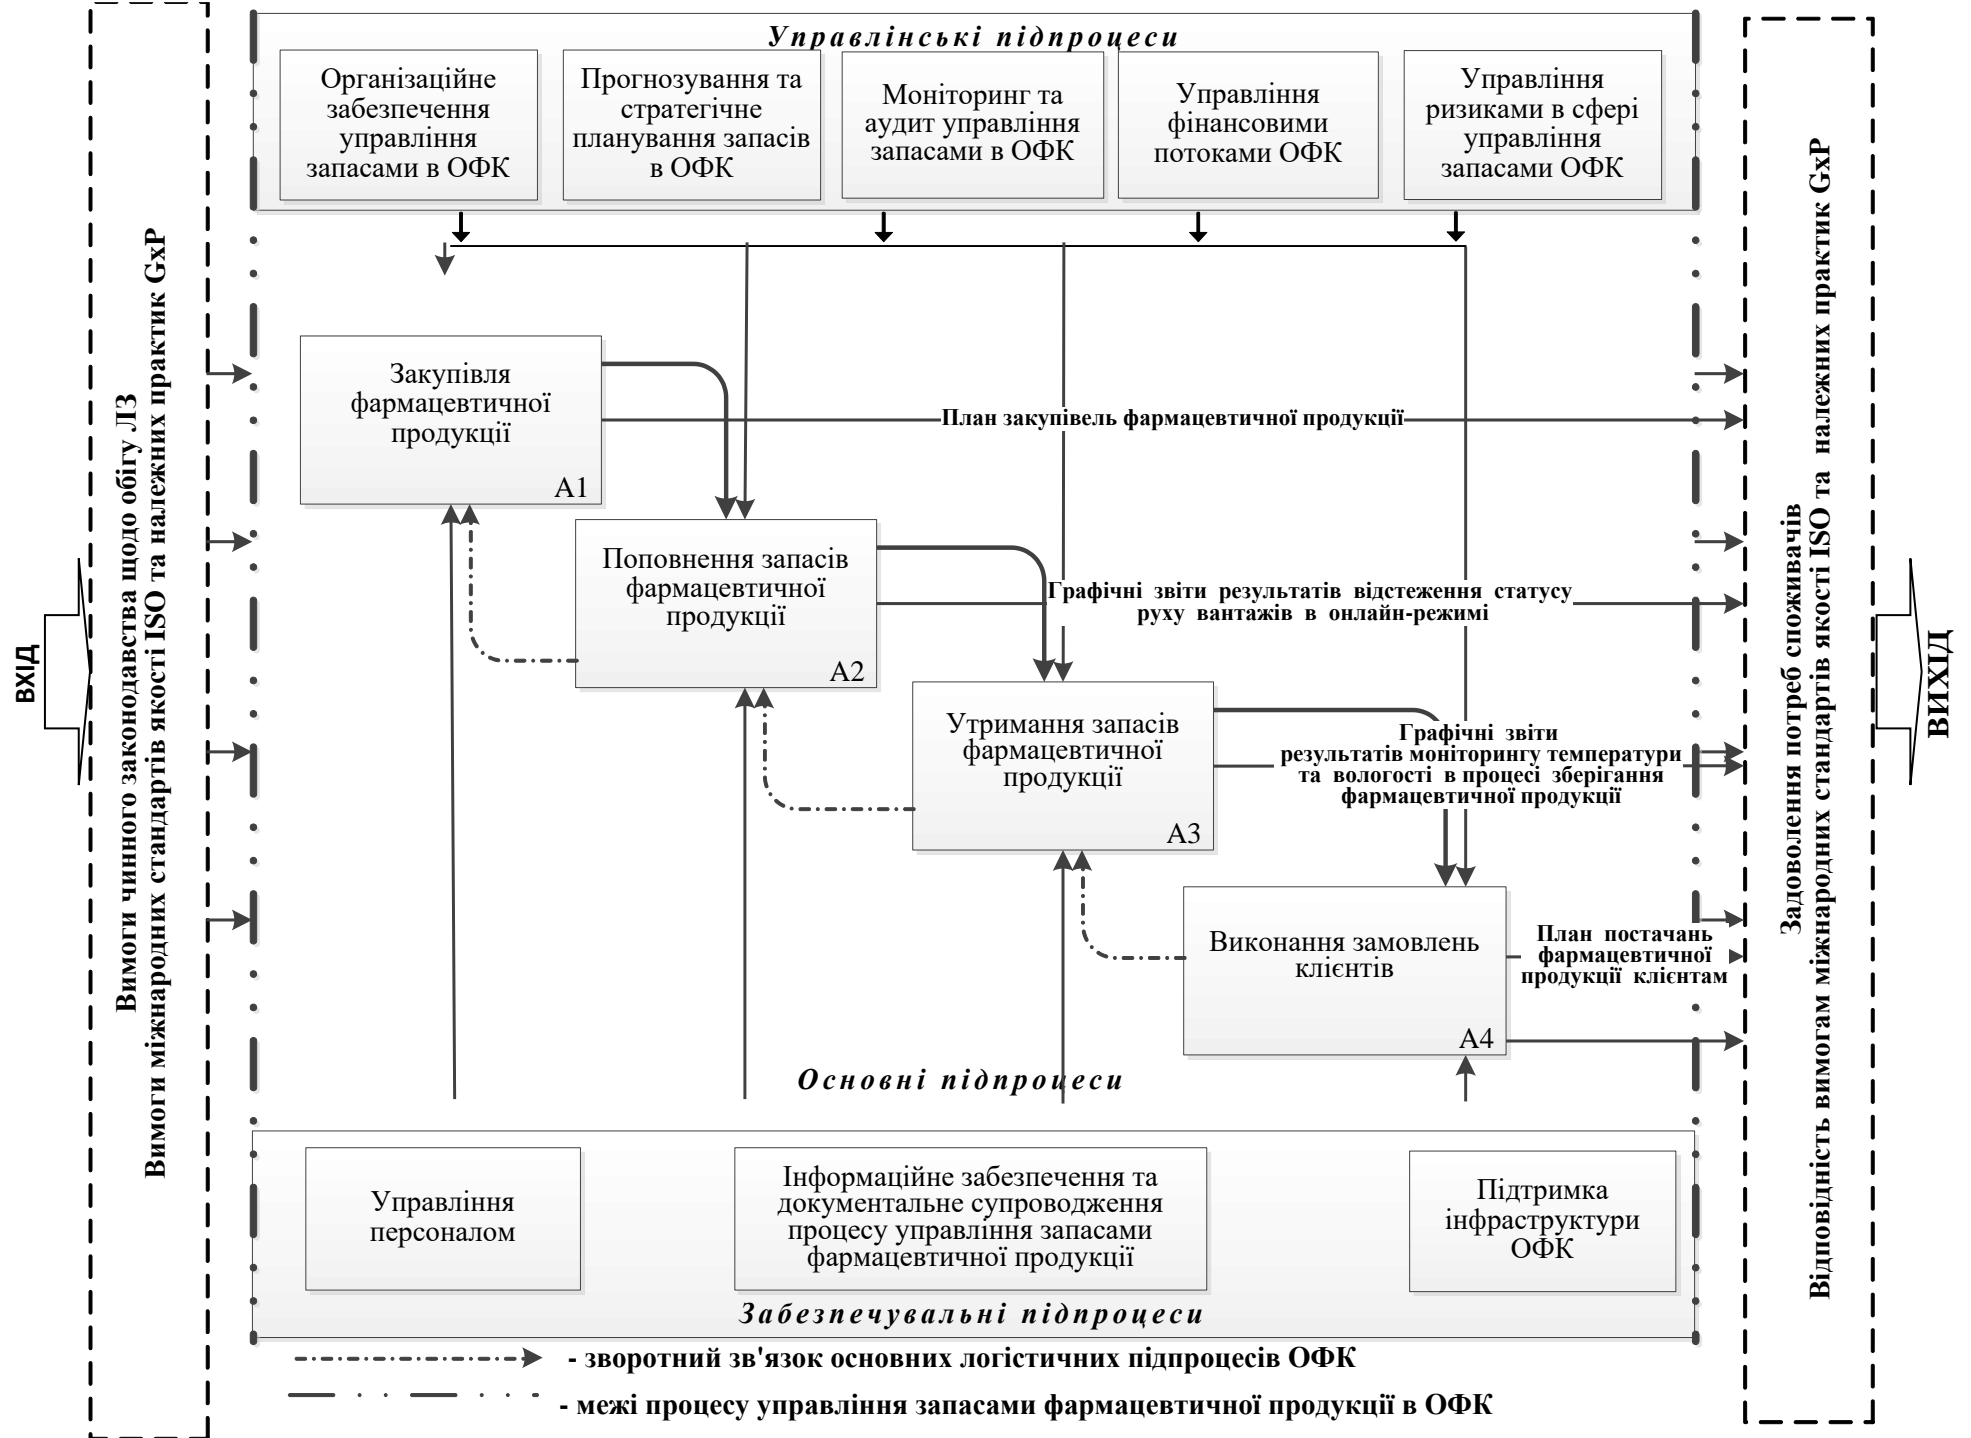 Управлінські підпроцеси
Організаційне
забезпечення
управління
запасами в ОФК
Прогнозування та
стратегічне
планування запасів
в ОФК
Моніторинг та
аудит управління
запасами в ОФК
Управління
фінансовими
потоками ОФК
Управління
ризиками в сфері
управління
запасами ОФК
ВХІД
Вимоги чинного законодавства щодо обігу ЛЗ
Вимоги міжнародних стандартів якості ISO та належних практик GxP
Закупівля
фармацевтичної
продукції
А1
План закупівель фармацевтичної продукції
Поповнення запасів
фармацевтичної
продукції
А2
Графічні звіти результатів відстеження статусу
руху вантажів в онлайн-режимі
Утримання запасів
фармацевтичної
продукції
А3
Графічні звіти
результатів моніторингу температури
та вологості в процесі зберігання
фармацевтичної продукції
Виконання замовлень
клієнтів
А4
План постачань
фармацевтичної
продукції клієнтам
Основні підпроцеси
Управління
персоналом
Інформаційне забезпечення та
документальне супроводження
процесу управління запасами
фармацевтичної продукції
Підтримка
інфраструктури
ОФК
Забезпечувальні підпроцеси
Задоволення потреб споживачів
Відповідність вимогам міжнародних стандартів якості ISO та належних практик GxP
ВИХІД
- зворотний зв'язок основних логістичних підпроцесів ОФК
- межі процесу управління запасами фармацевтичної продукції в ОФК